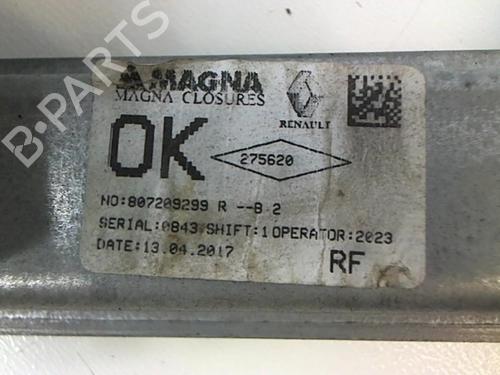 MAGNA
MAGNA CLOSURES
RENAULT
OK
275620
NO:807209299 R --B 2
SERIAL:0843 SHIFT:1 OPERATOR:2023
DATE:13.04.2017
RF
B-PARTS